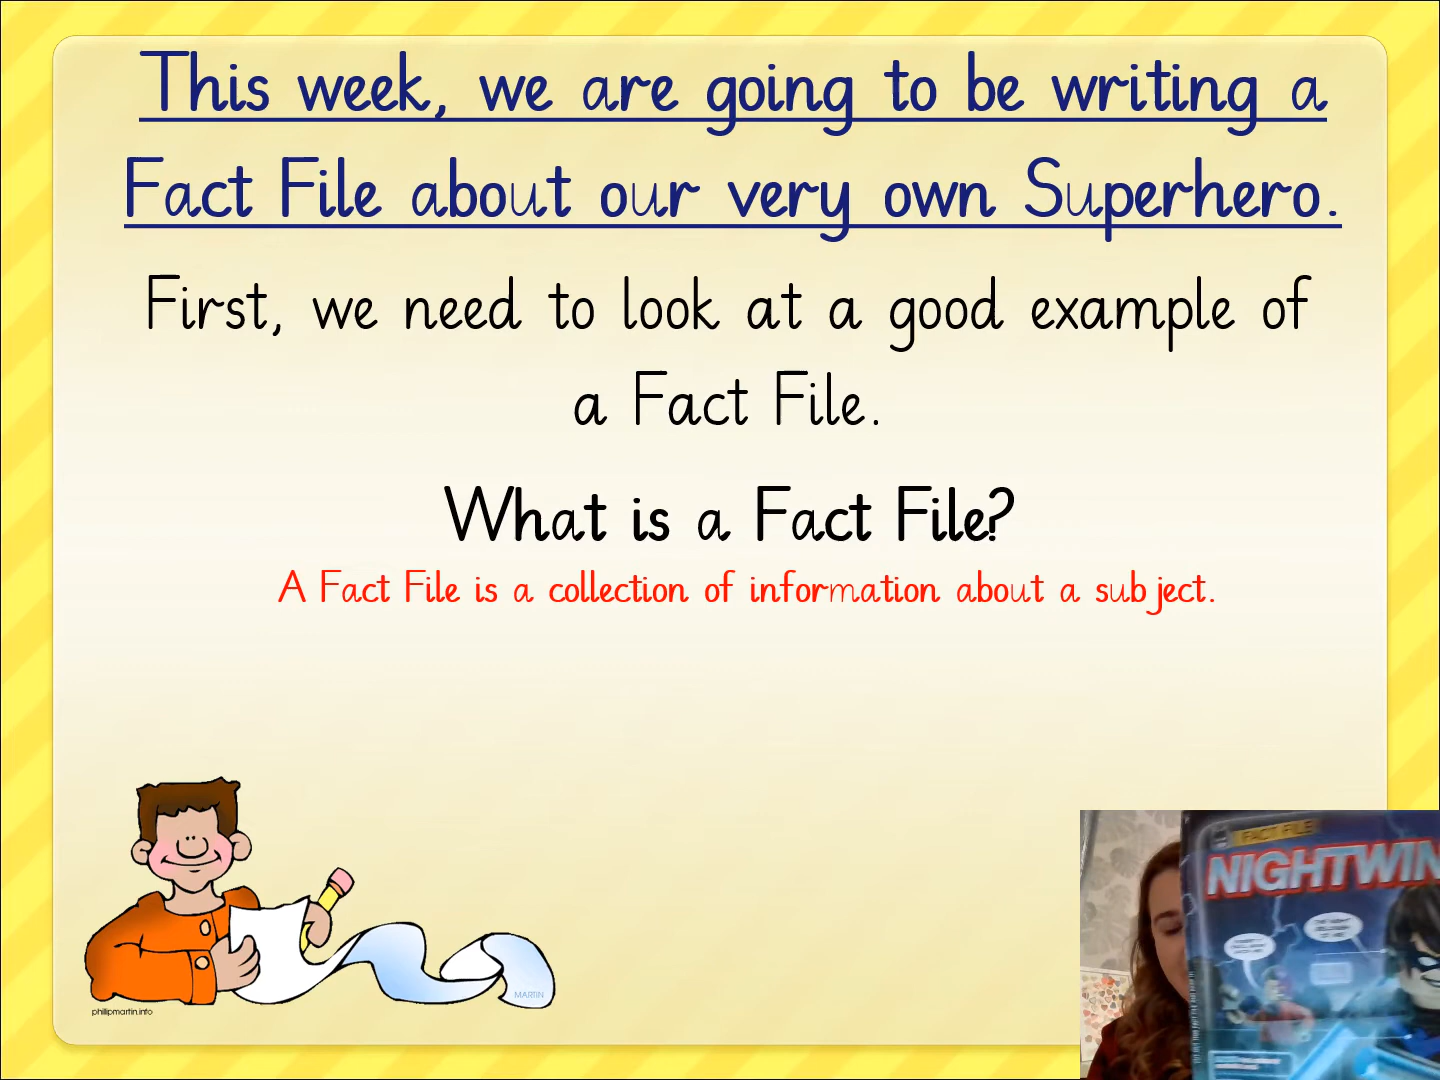 This week, we are going to be writing a
Fact File about our very own Superhero.
First, we need to look at a good example of
a Fact File.
What is a Fact File?
A Fact File is a collection of information about a subject.
MARTIN
phillipmartin.info
FACT FILE
NIGHTWIN